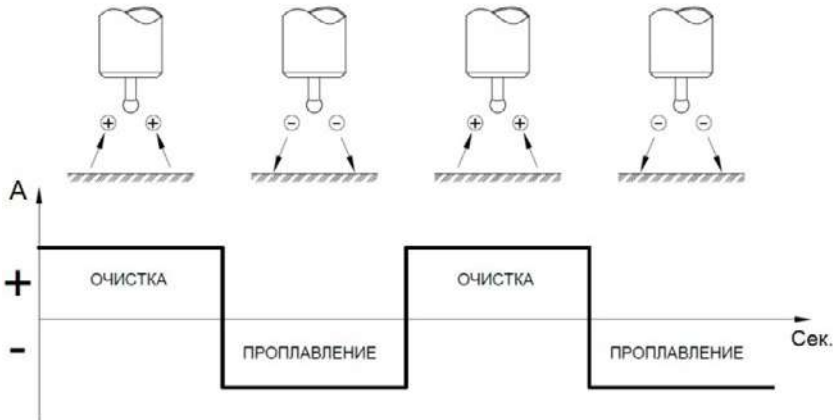 + + - - + + - -
А
+ ОЧИСТКА ОЧИСТКА
Сек.
- ПРОПЛАВЛЕНИЕ ПРОПЛАВЛЕНИЕ